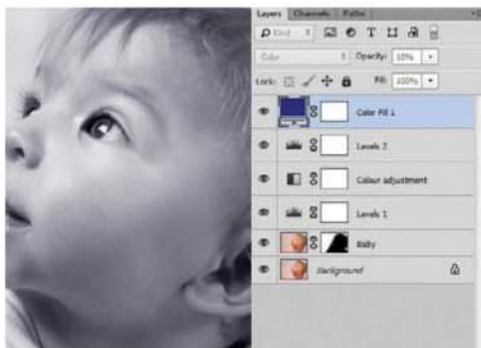 Layers Channels Paths
Kind
Color Opacity: 10%
Lock: Fill: 100%
Color Fill 1
Levels 2
Colour adjustment
Levels 1
Baby
Background